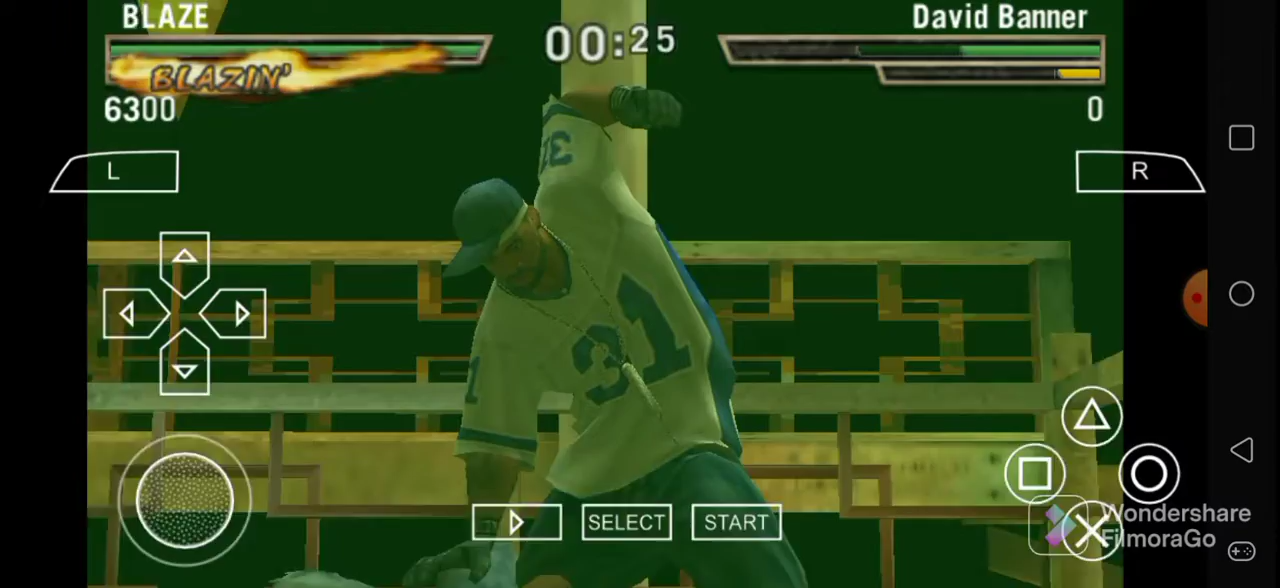 BLAZE
David Banner
00:25
BLAZIN'
6300
0
L
R
31
SELECT
START
Wondershare
FilmoraGo